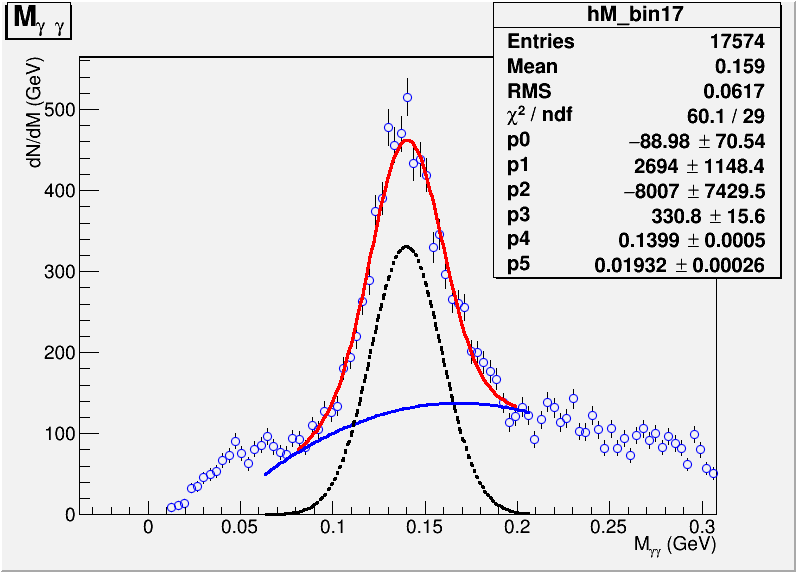 Mγ γ
hM_bin17
Entries 17574
Mean 0.159
RMS 0.0617
χ² / ndf 60.1 / 29
p0 −88.98 ± 70.54
p1 2694 ± 1148.4
p2 −8007 ± 7429.5
p3 330.8 ± 15.6
p4 0.1399 ± 0.0005
p5 0.01932 ± 0.00026
dN/dM (GeV)
500
400
300
200
100
0
0 0.05 0.1 0.15 0.2 0.25 0.3
Mγγ (GeV)